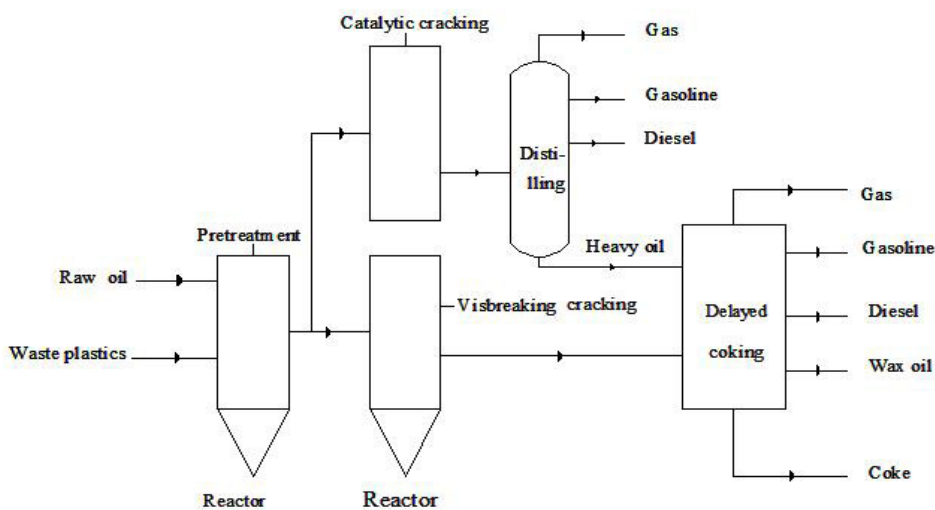 Catalytic cracking
Gas
Gasoline
Diesel
Disti-
lling
Gas
Pretreatment
Heavy oil
Gasoline
Raw oil
Visbreaking cracking
Delayed
coking
Diesel
Waste plastics
Wax oil
Coke
Reactor
Reactor